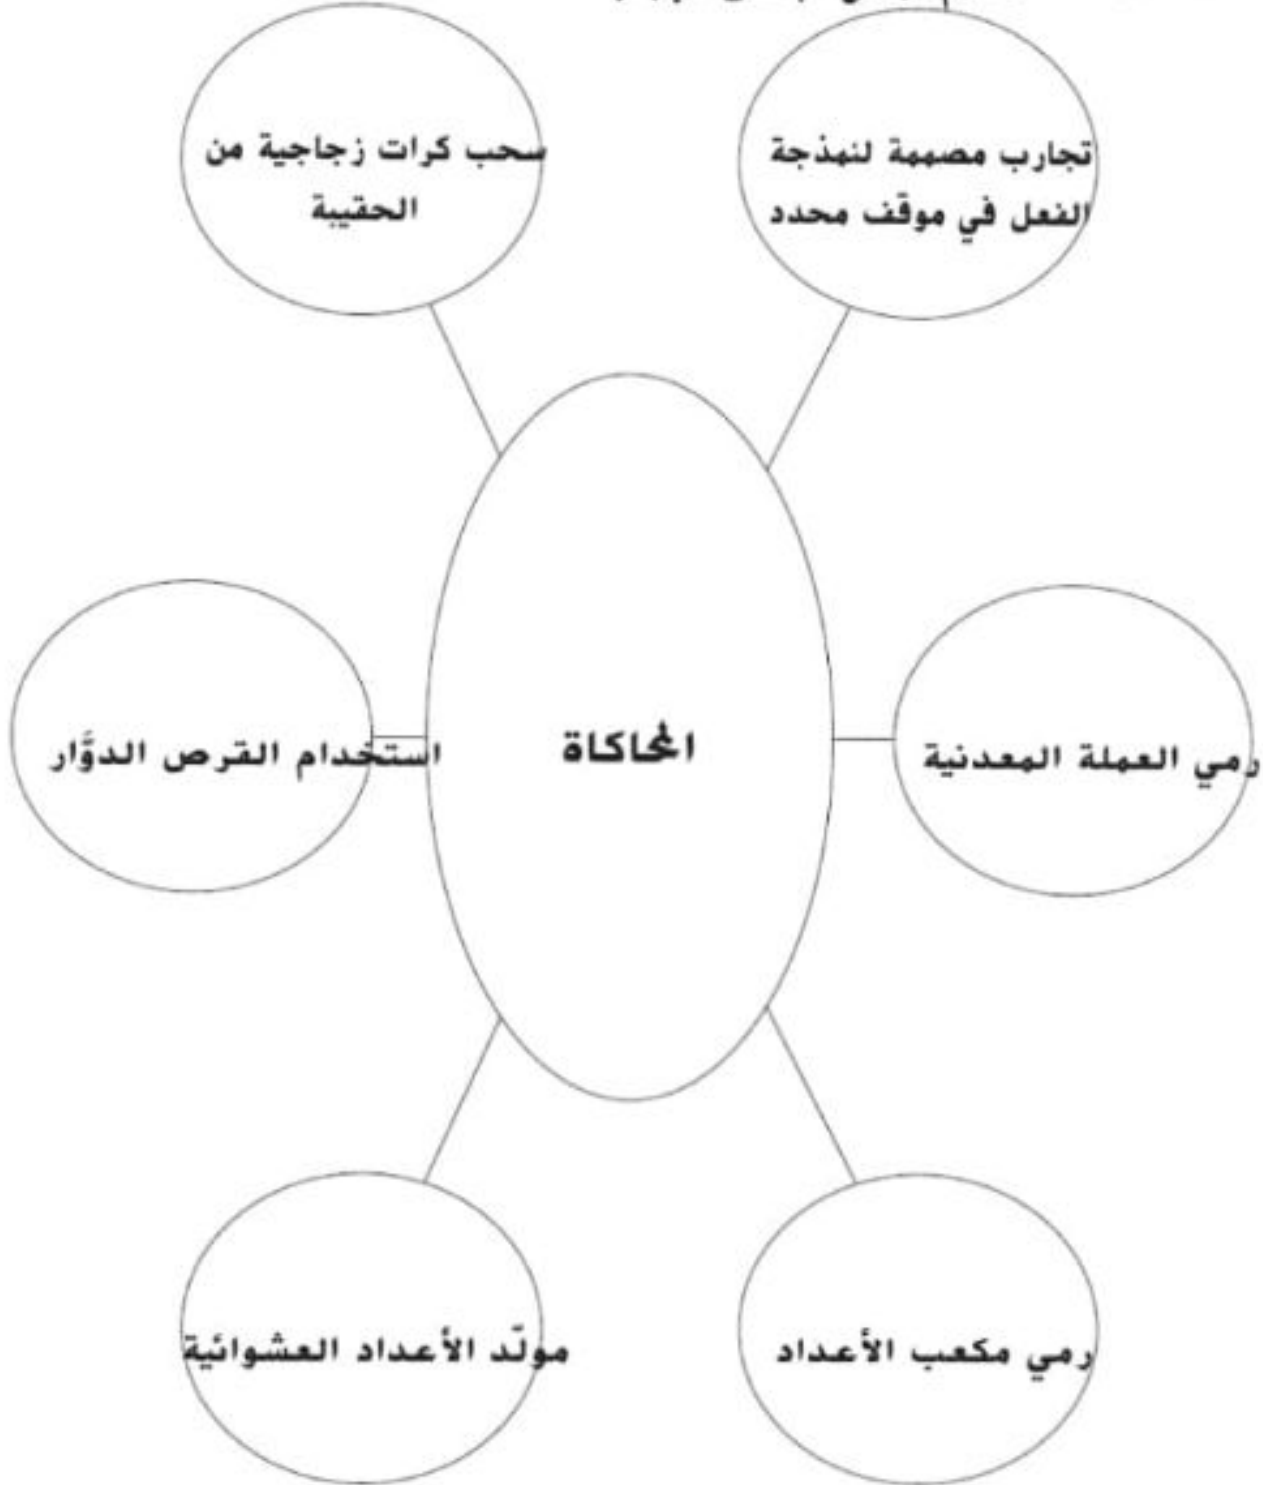 تجارب مصممة لنمذجة
الفعل في موقف محدد
سحب كرات زجاجية من
الحقيبة
المحاكاة
رمي العملة المعدنية
استخدام القرص الدوَّار
رمي مكعب الأعداد
مولّد الأعداد العشوائية